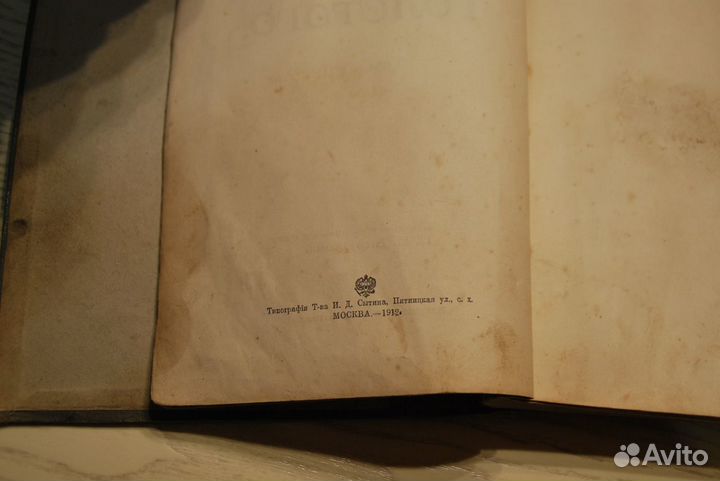 Типографія Т-ва И. Д. Сытина, Пятницкая ул., с. д.
МОСКВА.—1912.
Avito